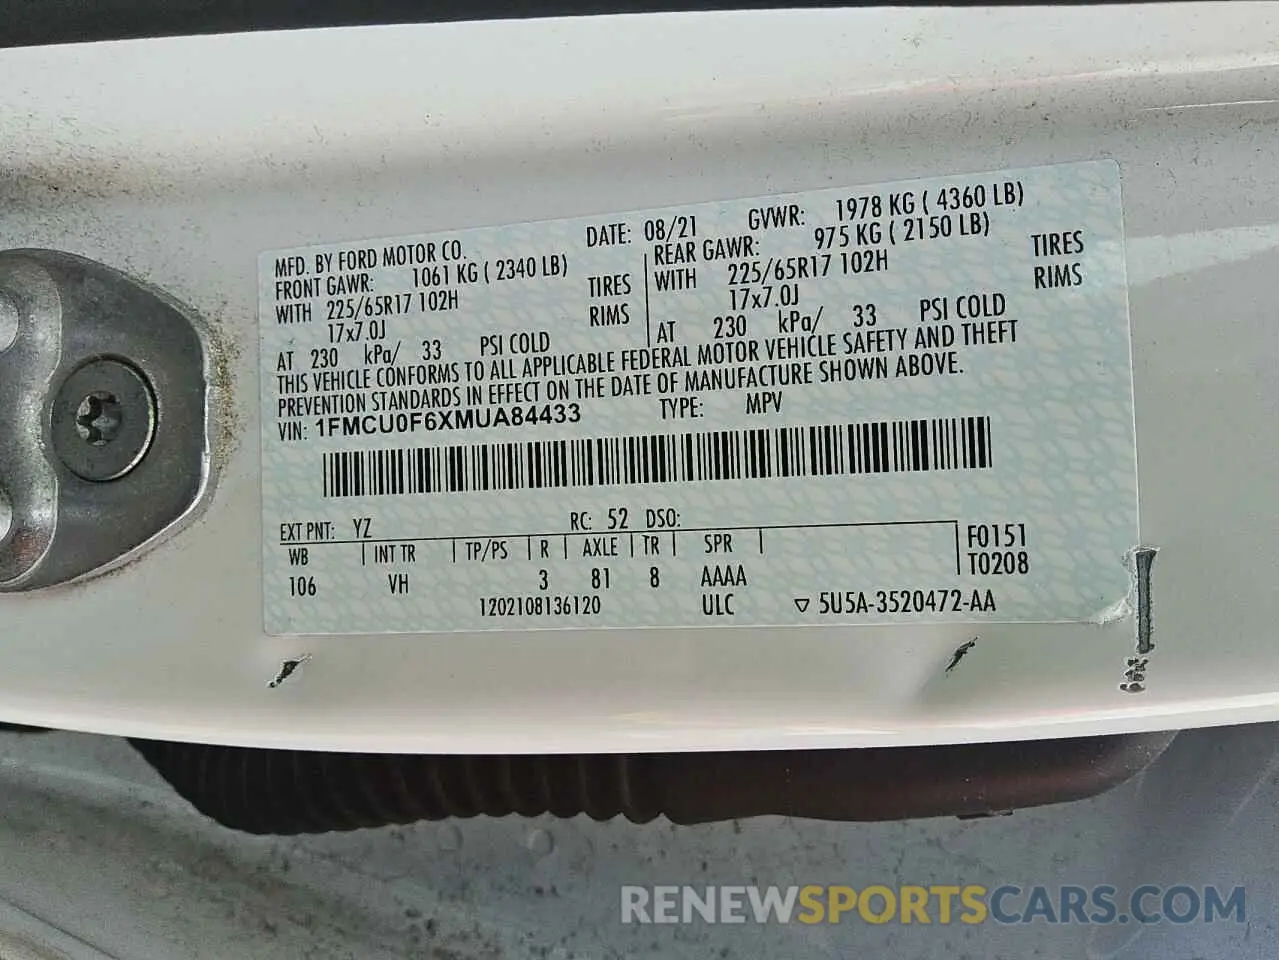 MFD. BY FORD MOTOR CO. DATE: 08/21 GVWR: 1978 KG ( 4360 LB)
FRONT GAWR: 1061 KG ( 2340 LB) REAR GAWR: 975 KG ( 2150 LB)
WITH 225/65R17 102H TIRES WITH 225/65R17 102H TIRES
17x7.0J RIMS 17x7.0J RIMS
AT 230 kPa/ 33 PSI COLD AT 230 kPa/ 33 PSI COLD
THIS VEHICLE CONFORMS TO ALL APPLICABLE FEDERAL MOTOR VEHICLE SAFETY AND THEFT
PREVENTION STANDARDS IN EFFECT ON THE DATE OF MANUFACTURE SHOWN ABOVE.
VIN: 1FMCU0F6XMUA84433 TYPE: MPV
EXT PNT: YZ RC: 52 DSO:
WB INT TR TP/PS R AXLE TR SPR F0151
106 VH 3 81 8 AAAA T0208
1202108136120 ULC ▽ 5U5A-3520472-AA
RENEWSPORTSCARS.COM